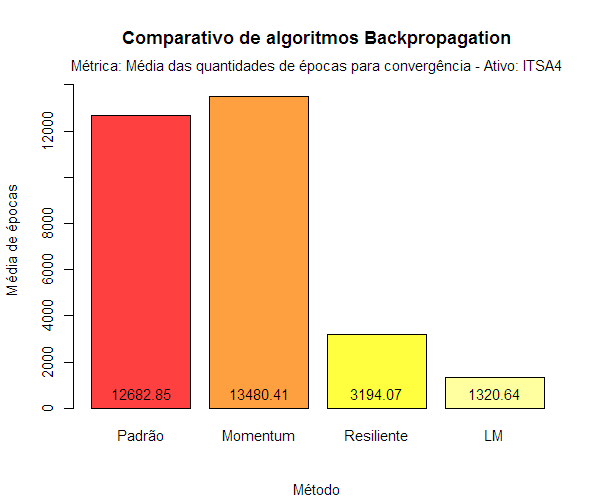 Comparativo de algoritmos Backpropagation
Métrica: Média das quantidades de épocas para convergência - Ativo: ITSA4
Média de épocas
12000
8000
6000
4000
2000
0
12682.85
13480.41
3194.07
1320.64
Padrão
Momentum
Resiliente
LM
Método